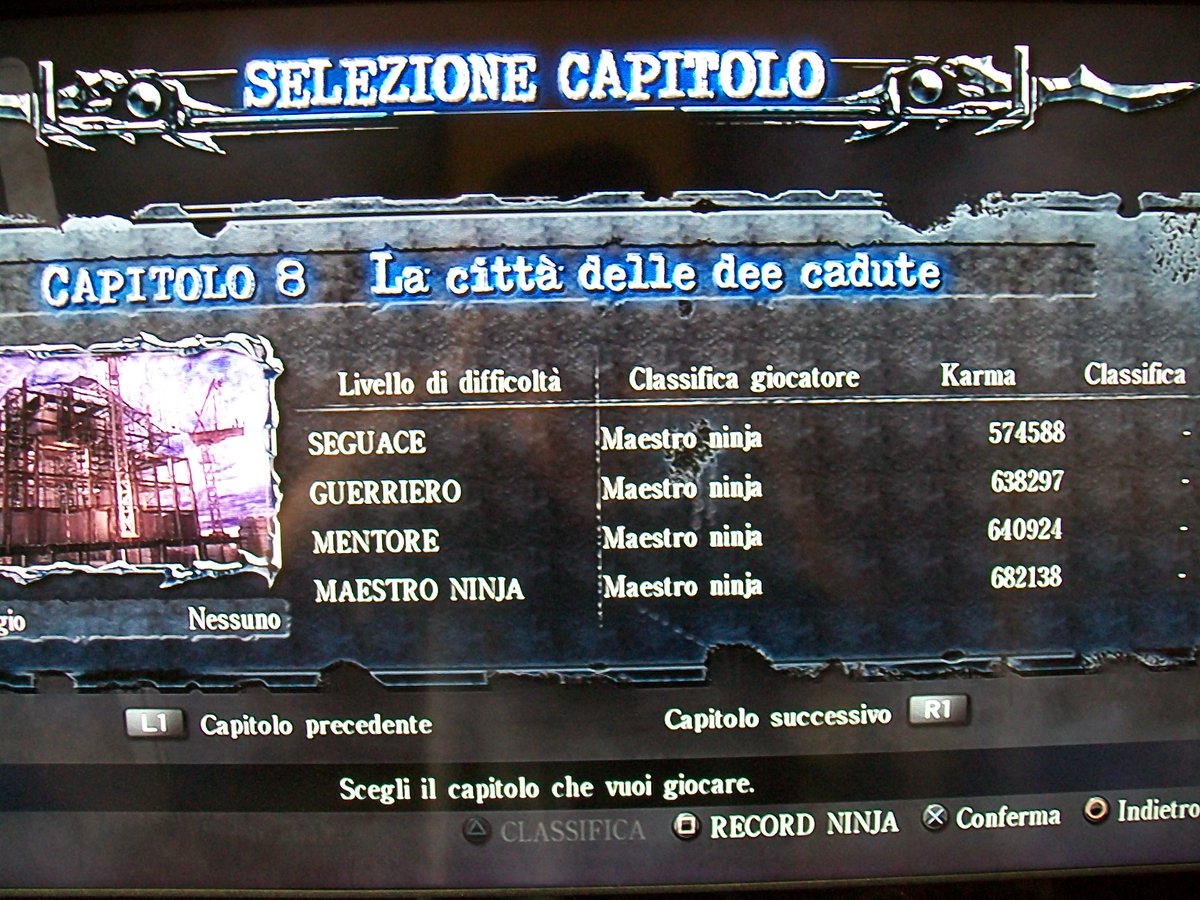 SELEZIONE CAPITOLO
CAPITOLO 8 La città delle dee cadute
Livello di difficoltà Classifica giocatore Karma Classifica
SEGUACE Maestro ninja 574588 -
GUERRIERO Maestro ninja 638297 -
MENTORE Maestro ninja 640924 -
MAESTRO NINJA Maestro ninja 682138 -
gio Nessuno
L1 Capitolo precedente Capitolo successivo R1
Scegli il capitolo che vuoi giocare.
CLASSIFICA RECORD NINJA Conferma Indietro